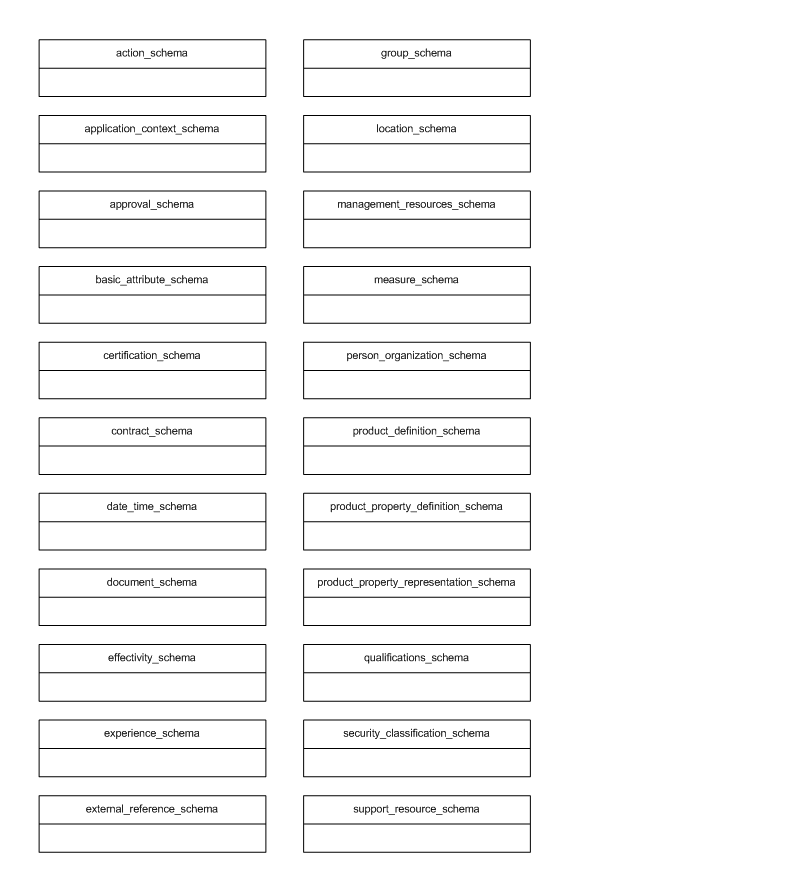 action_schema
application_context_schema
approval_schema
basic_attribute_schema
certification_schema
contract_schema
date_time_schema
document_schema
effectivity_schema
experience_schema
external_reference_schema
group_schema
location_schema
management_resources_schema
measure_schema
person_organization_schema
product_definition_schema
product_property_definition_schema
product_property_representation_schema
qualifications_schema
security_classification_schema
support_resource_schema